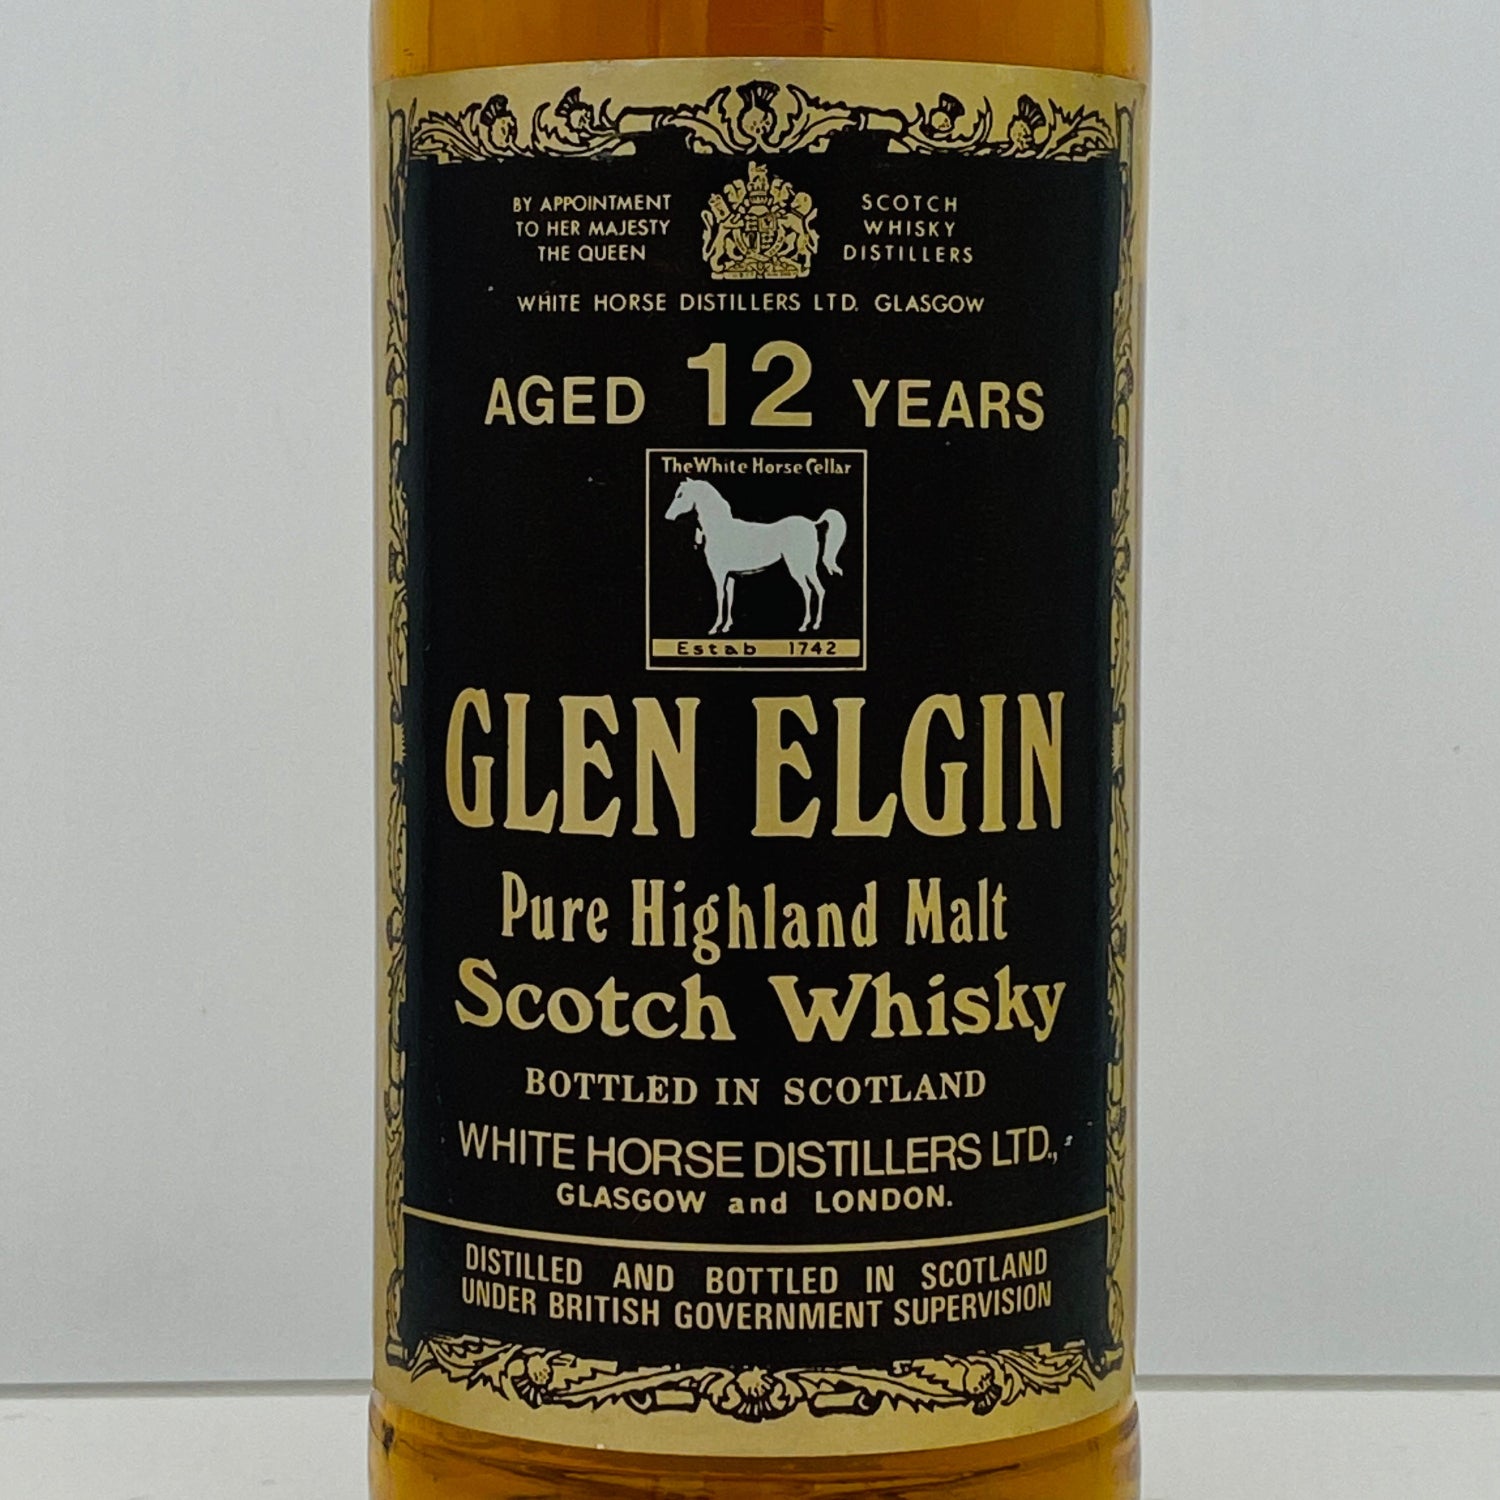 BY APPOINTMENT
TO HER MAJESTY
THE QUEEN
SCOTCH
WHISKY
DISTILLERS
WHITE HORSE DISTILLERS LTD. GLASGOW
AGED 12 YEARS
The White Horse Cellar
Estab 1742
GLEN ELGIN
Pure Highland Malt
Scotch Whisky
BOTTLED IN SCOTLAND
WHITE HORSE DISTILLERS LTD.,
GLASGOW and LONDON.
DISTILLED AND BOTTLED IN SCOTLAND
UNDER BRITISH GOVERNMENT SUPERVISION